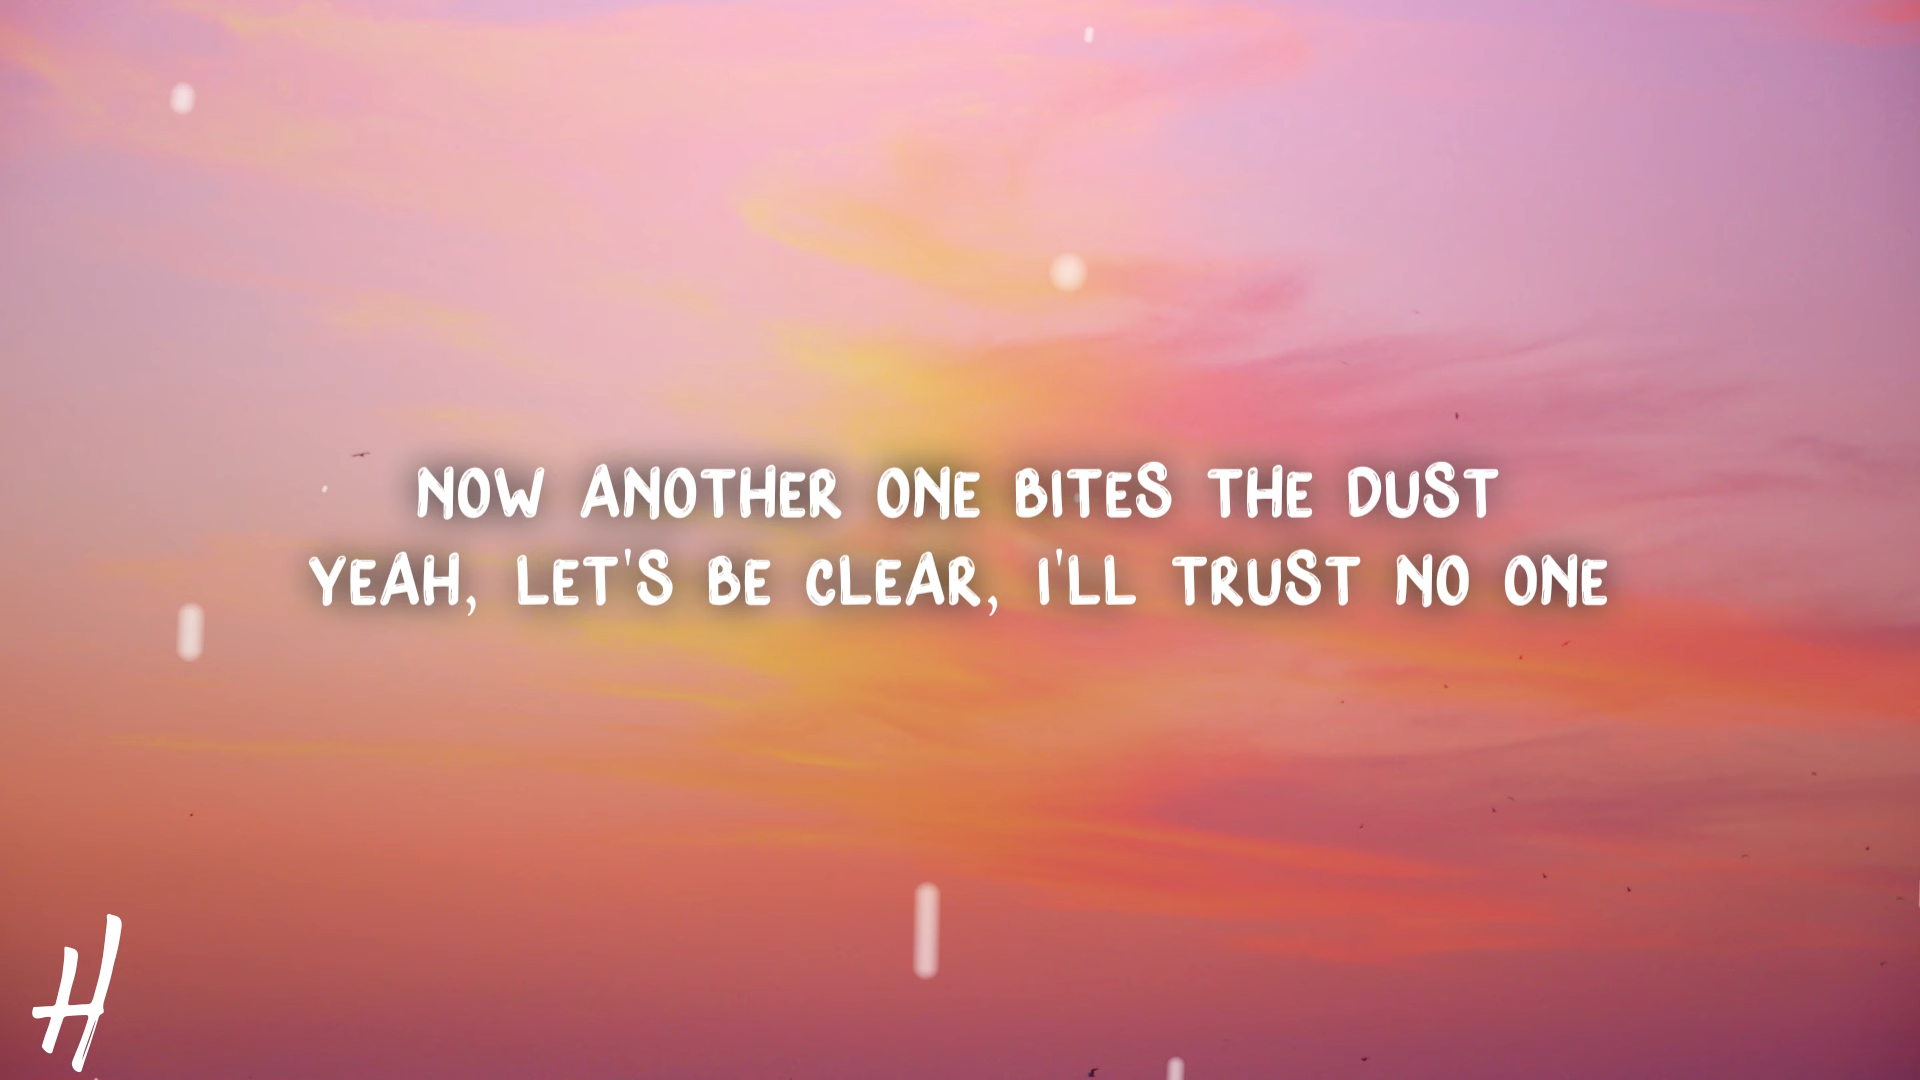 NOW ANOTHER ONE BITES THE DUST
YEAH, LET'S BE CLEAR, I'LL TRUST NO ONE
H